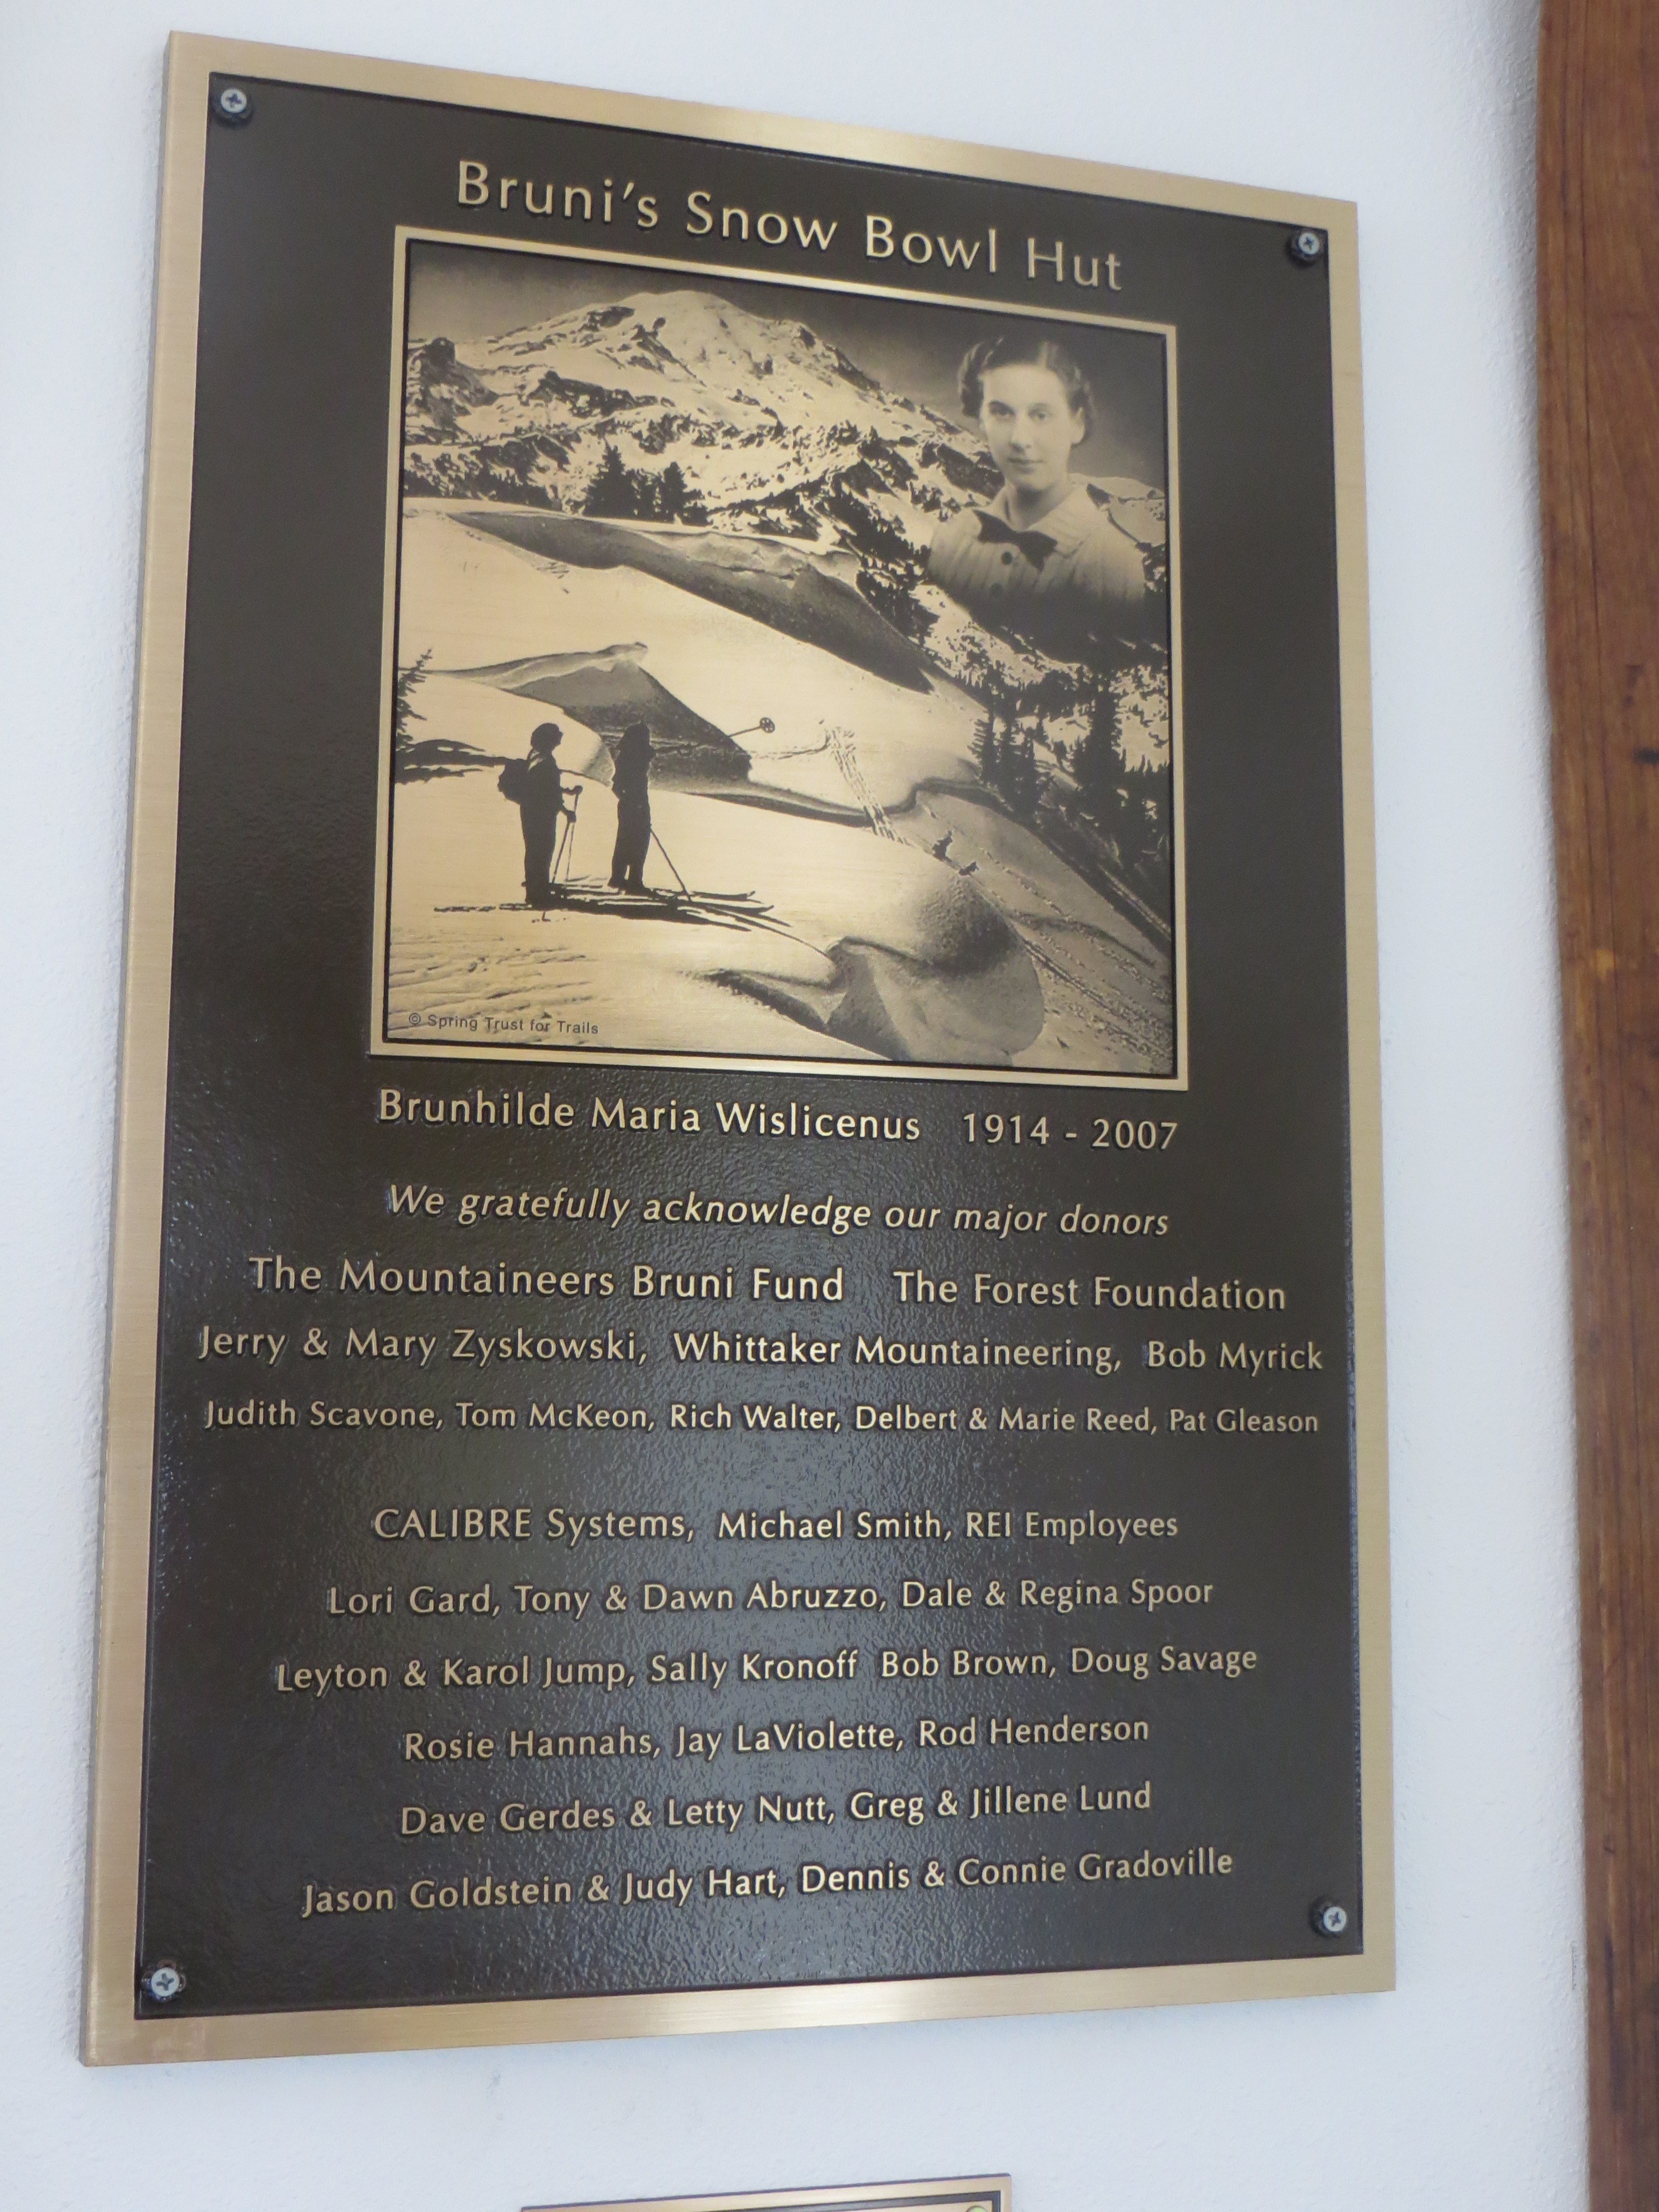 Bruni's Snow Bowl Hut
© Spring Trust for Trails
Brunhilde Maria Wislicenus 1914 - 2007
We gratefully acknowledge our major donors
The Mountaineers Bruni Fund The Forest Foundation
Jerry & Mary Zyskowski, Whittaker Mountaineering, Bob Myrick
Judith Scavone, Tom McKeon, Rich Walter, Delbert & Marie Reed, Pat Gleason
CALIBRE Systems, Michael Smith, REI Employees
Lori Gard, Tony & Dawn Abruzzo, Dale & Regina Spoor
Leyton & Karol Jump, Sally Kronoff Bob Brown, Doug Savage
Rosie Hannahs, Jay LaViolette, Rod Henderson
Dave Gerdes & Letty Nutt, Greg & Jillene Lund
Jason Goldstein & Judy Hart, Dennis & Connie Gradoville